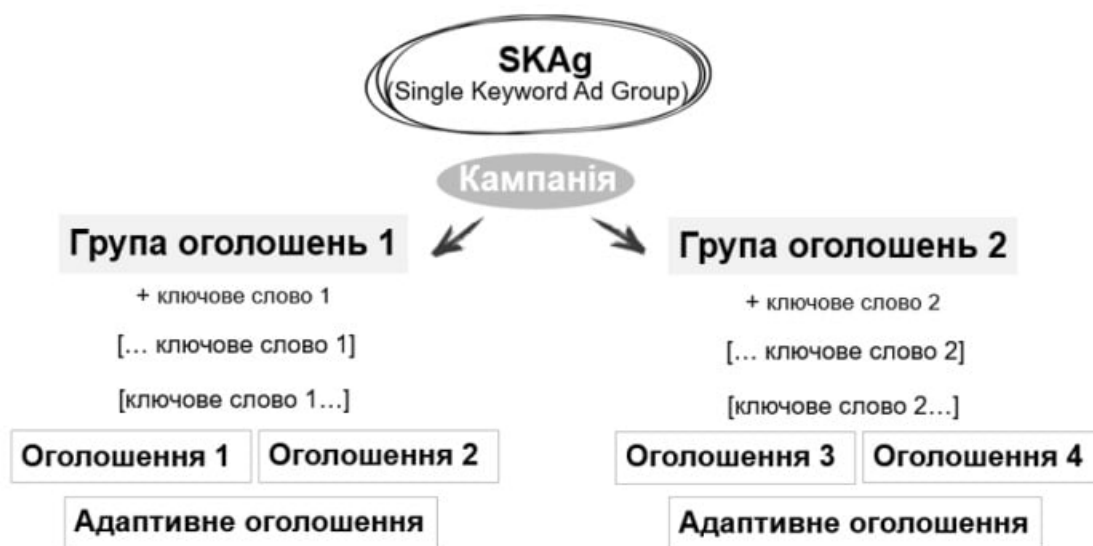 SKAg
(Single Keyword Ad Group)
Кампанія
Група оголошень 1
+ ключове слово 1
[... ключове слово 1]
[ключове слово 1...]
Оголошення 1
Оголошення 2
Адаптивне оголошення
Група оголошень 2
+ ключове слово 2
[... ключове слово 2]
[ключове слово 2...]
Оголошення 3
Оголошення 4
Адаптивне оголошення